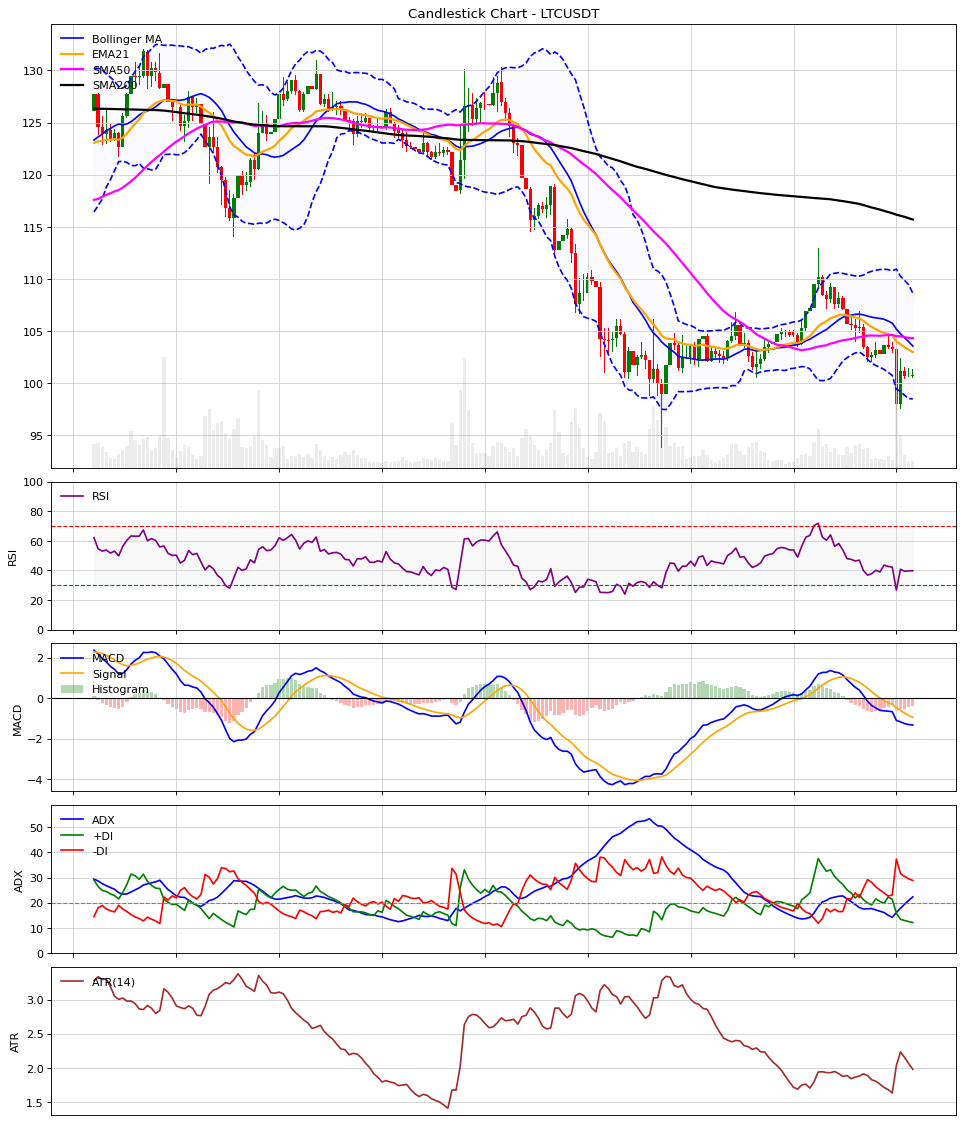 Candlestick Chart - LTCUSDT
Bollinger MA
EMA21
SMA50
SMA200
130
125
120
115
110
105
100
95
RSI
100
80
60
40
20
0
RSI
MACD
Signal
Histogram
2
0
−2
−4
MACD
ADX
+DI
-DI
50
40
30
20
10
0
ADX
ATR(14)
3.0
2.5
2.0
1.5
ATR